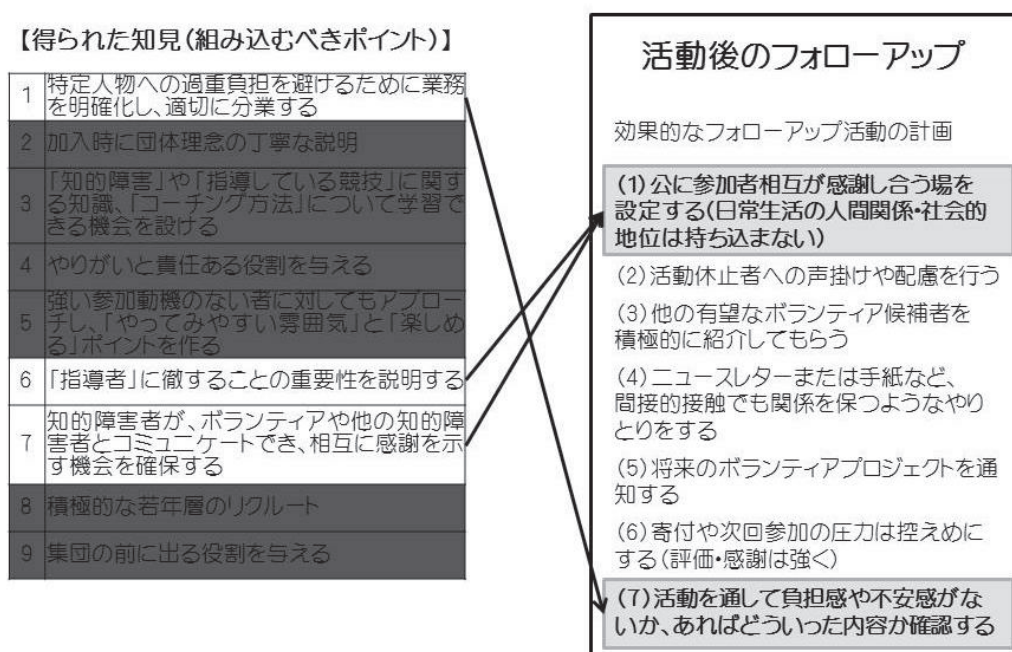 【得られた知見(組み込むべきポイント)】
1 特定人物への過重負担を避けるために業務
を明確化し、適切に分業する
2 加入時に団体理念の丁寧な説明
3 「知的障害」や「指導している競技」に関す
る知識、「コーチング方法」について学習で
きる機会を設ける
4 やりがいと責任ある役割を与える
5 強い参加動機のない者に対してもアプロー
チし、「やってみやすい雰囲気」と「楽しめ
る」ポイントを作る
6 「指導者」に徹することの重要性を説明する
7 知的障害者が、ボランティアや他の知的障
害者とコミュニケートでき、相互に感謝を示
す機会を確保する
8 積極的な若年層のリクルート
9 集団の前に出る役割を与える
活動後のフォローアップ
効果的なフォローアップ活動の計画
(1)公に参加者相互が感謝し合う場を
設定する(日常生活の人間関係・社会的
地位は持ち込まない)
(2)活動休止者への声掛けや配慮を行う
(3)他の有望なボランティア候補者を
積極的に紹介してもらう
(4)ニュースレターまたは手紙など、
間接的接触でも関係を保つようなやり
とりをする
(5)将来のボランティアプロジェクトを通
知する
(6)寄付や次回参加の圧力は控えめに
する(評価・感謝は強く)
(7)活動を通して負担感や不安感がな
いか、あればどういった内容か確認する